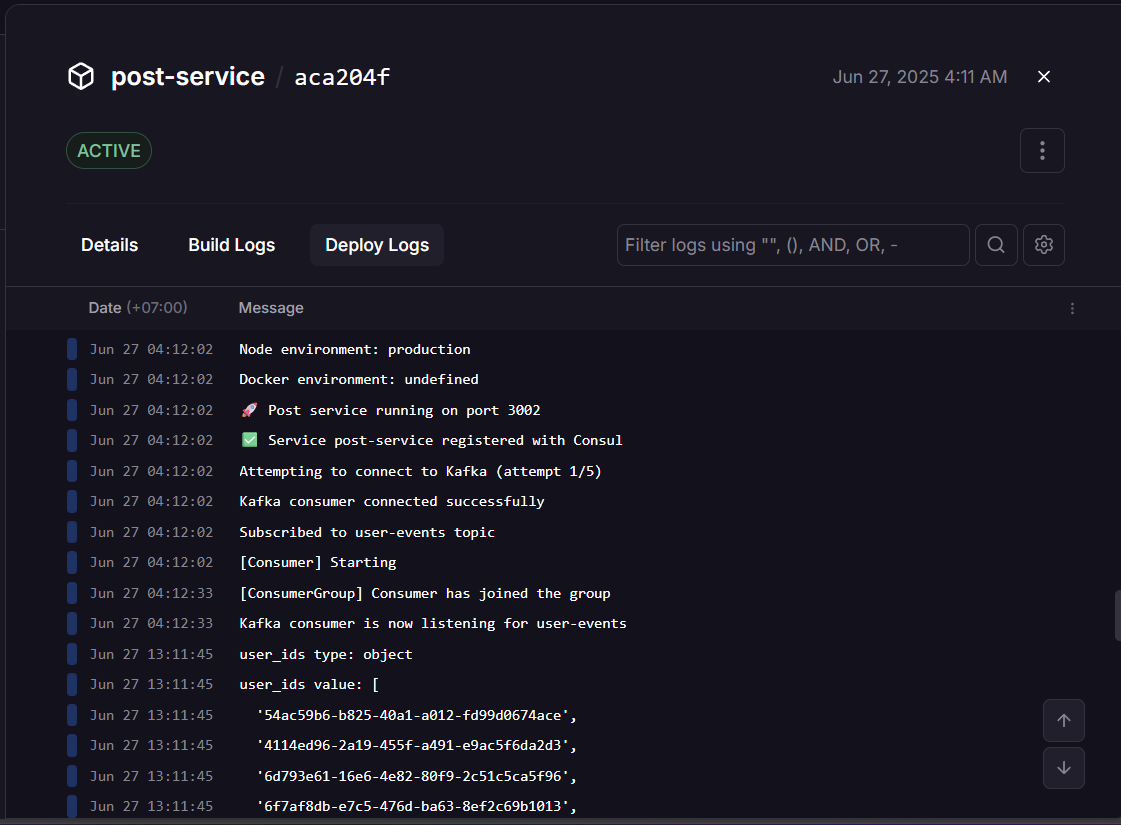 post-service / aca204f Jun 27, 2025 4:11 AM
ACTIVE
Details Build Logs Deploy Logs Filter logs using "", (), AND, OR, -
Date (+07:00) Message
Jun 27 04:12:02 Node environment: production
Jun 27 04:12:02 Docker environment: undefined
Jun 27 04:12:02 🚀 Post service running on port 3002
Jun 27 04:12:02 ✅ Service post-service registered with Consul
Jun 27 04:12:02 Attempting to connect to Kafka (attempt 1/5)
Jun 27 04:12:02 Kafka consumer connected successfully
Jun 27 04:12:02 Subscribed to user-events topic
Jun 27 04:12:02 [Consumer] Starting
Jun 27 04:12:33 [ConsumerGroup] Consumer has joined the group
Jun 27 04:12:33 Kafka consumer is now listening for user-events
Jun 27 13:11:45 user_ids type: object
Jun 27 13:11:45 user_ids value: [
Jun 27 13:11:45 '54ac59b6-b825-40a1-a012-fd99d0674ace',
Jun 27 13:11:45 '4114ed96-2a19-455f-a491-e9ac5f6da2d3',
Jun 27 13:11:45 '6d793e61-16e6-4e82-80f9-2c51c5ca5f96',
Jun 27 13:11:45 '6f7af8db-e7c5-476d-ba63-8ef2c69b1013',